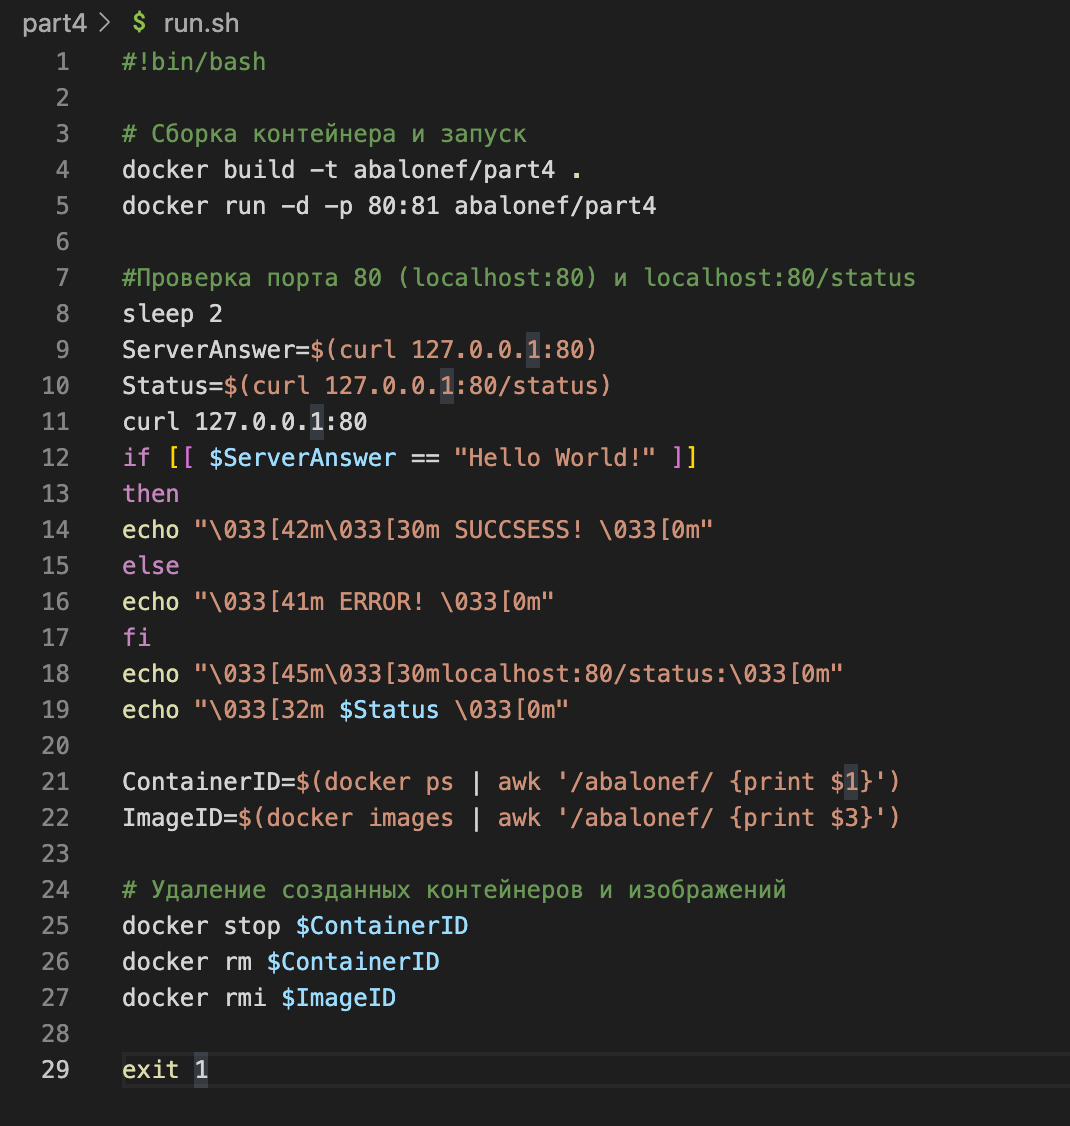 part4 > $ run.sh
1 #!bin/bash
2
3 # Сборка контейнера и запуск
4 docker build -t abalonef/part4 .
5 docker run -d -p 80:81 abalonef/part4
6
7 #Проверка порта 80 (localhost:80) и localhost:80/status
8 sleep 2
9 ServerAnswer=$(curl 127.0.0.1:80)
10 Status=$(curl 127.0.0.1:80/status)
11 curl 127.0.0.1:80
12 if [[ $ServerAnswer == "Hello World!" ]]
13 then
14 echo "\033[42m\033[30m SUCCSESS! \033[0m"
15 else
16 echo "\033[41m ERROR! \033[0m"
17 fi
18 echo "\033[45m\033[30mlocalhost:80/status:\033[0m"
19 echo "\033[32m $Status \033[0m"
20
21 ContainerID=$(docker ps | awk '/abalonef/ {print $1}')
22 ImageID=$(docker images | awk '/abalonef/ {print $3}')
23
24 # Удаление созданных контейнеров и изображений
25 docker stop $ContainerID
26 docker rm $ContainerID
27 docker rmi $ImageID
28
29 exit 1